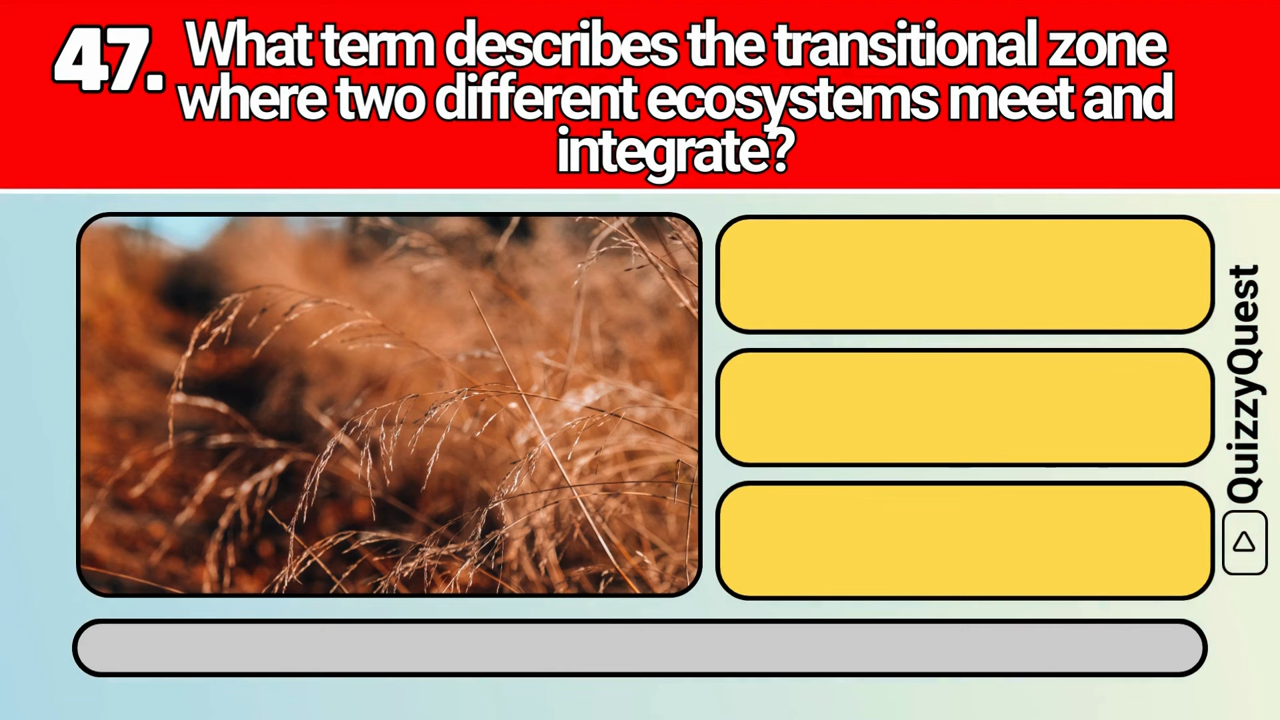 47. What term describes the transitional zone
where two different ecosystems meet and
integrate?
QuizzyQuest